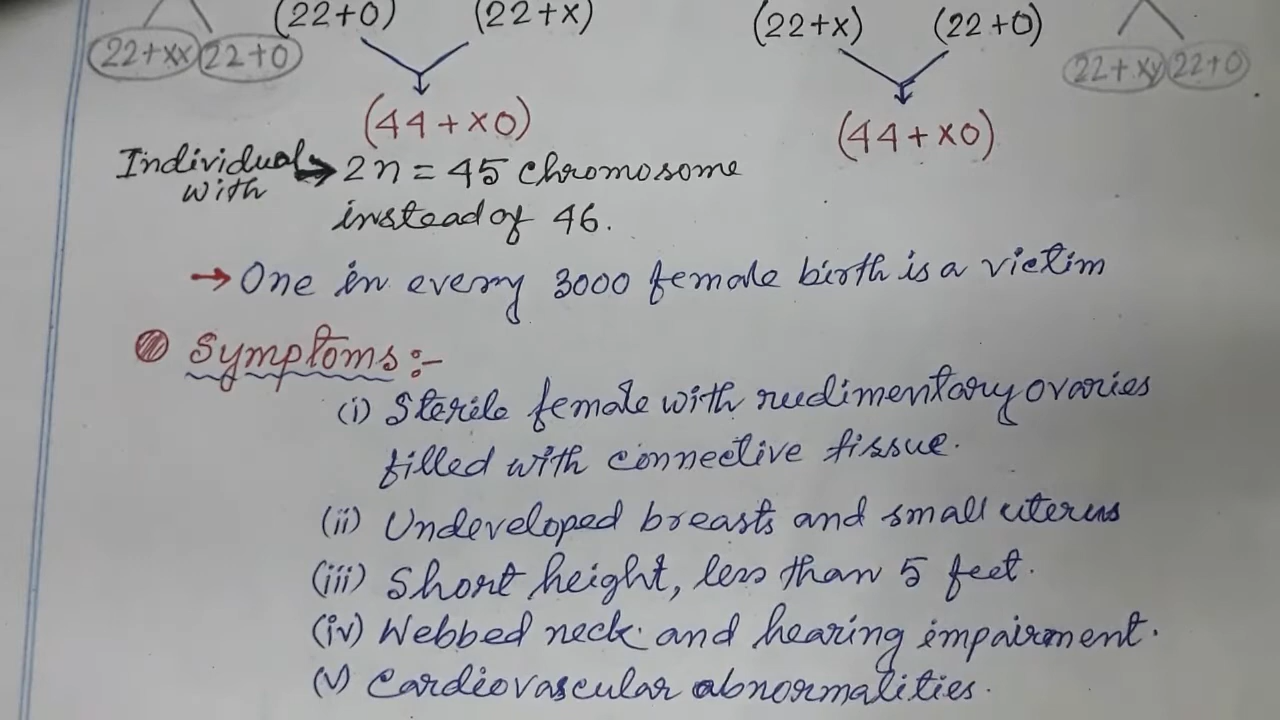 (22+0) (22+x) (22+x) (22+0)
22+xx 22+0 22+xy 22+0
(44+x0) (44+x0)
Individual → 2n = 45 chromosome
with
instead of 46.
→ One in every 3000 female birth is a victim
Symptoms :-
(i) Sterile female with rudimentary ovaries
filled with connective tissue.
(ii) Undeveloped breasts and small uterus
(iii) Short height, less than 5 feet.
(iv) Webbed neck and hearing impairment.
(v) Cardiovascular abnormalities.